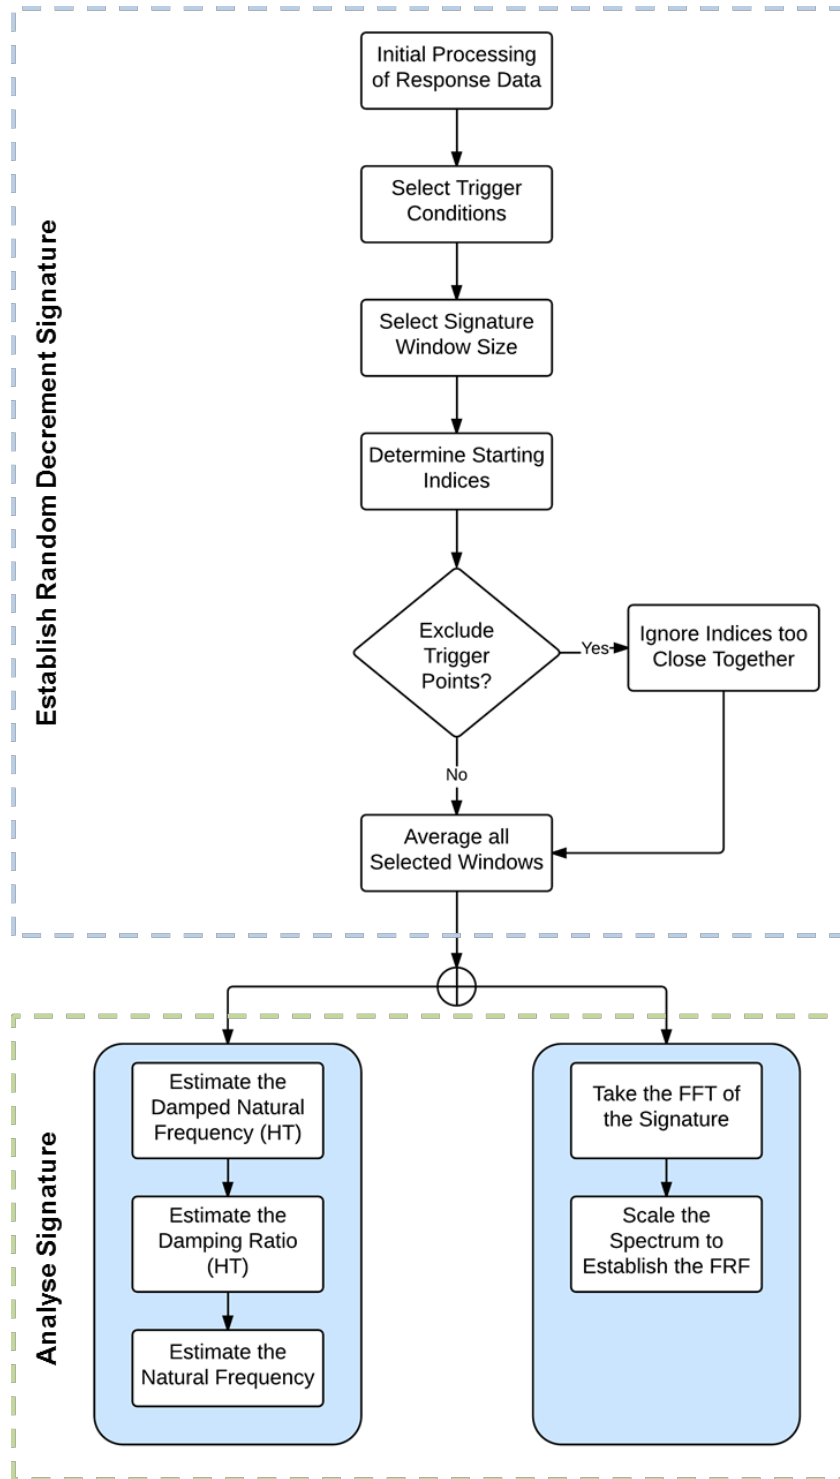 Establish Random Decrement Signature
Initial Processing
of Response Data
Select Trigger
Conditions
Select Signature
Window Size
Determine Starting
Indices
Exclude
Trigger
Points?
Yes
Ignore Indices too
Close Together
No
Average all
Selected Windows
Analyse Signature
Estimate the
Damped Natural
Frequency (HT)
Estimate the
Damping Ratio
(HT)
Estimate the
Natural Frequency
Take the FFT of
the Signature
Scale the
Spectrum to
Establish the FRF